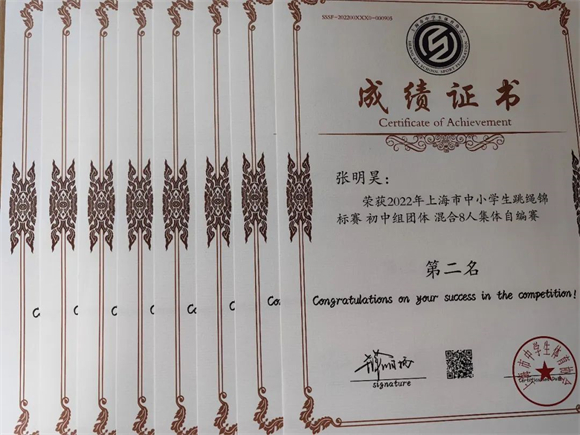 成绩证书
Certificate of Achievement
张明昊：
荣获2022年上海市中小学生跳绳锦
标赛 初中组团体 混合8人集体自编赛
第二名
Congratulations on your success in the competition!
signature